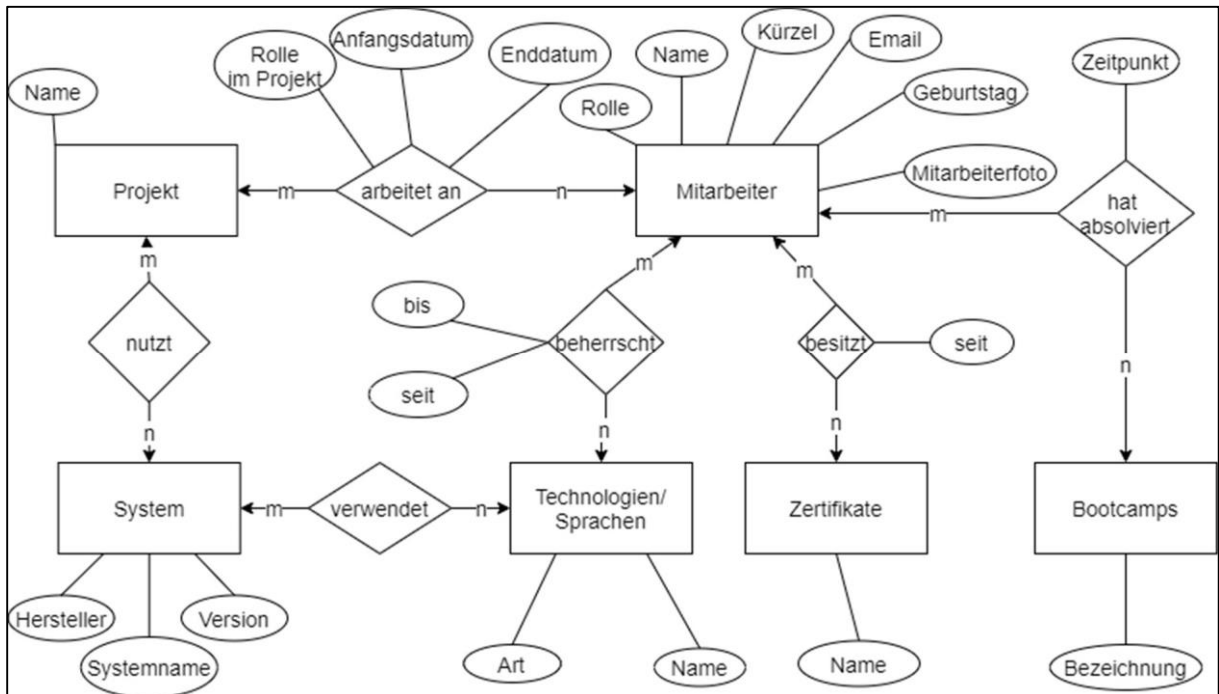 Anfangsdatum
Kürzel
Name
Email
Rolle
im Projekt
Enddatum
Zeitpunkt
Name
Rolle
Geburtstag
Projekt
m
arbeitet an
n
Mitarbeiter
Mitarbeiterfoto
m
hat
absolviert
m
m
m
bis
nutzt
beherrscht
besitzt
seit
n
seit
n
n
n
System
m
verwendet
n
Technologien/
Sprachen
Zertifikate
Bootcamps
Hersteller
Version
Systemname
Art
Name
Name
Bezeichnung